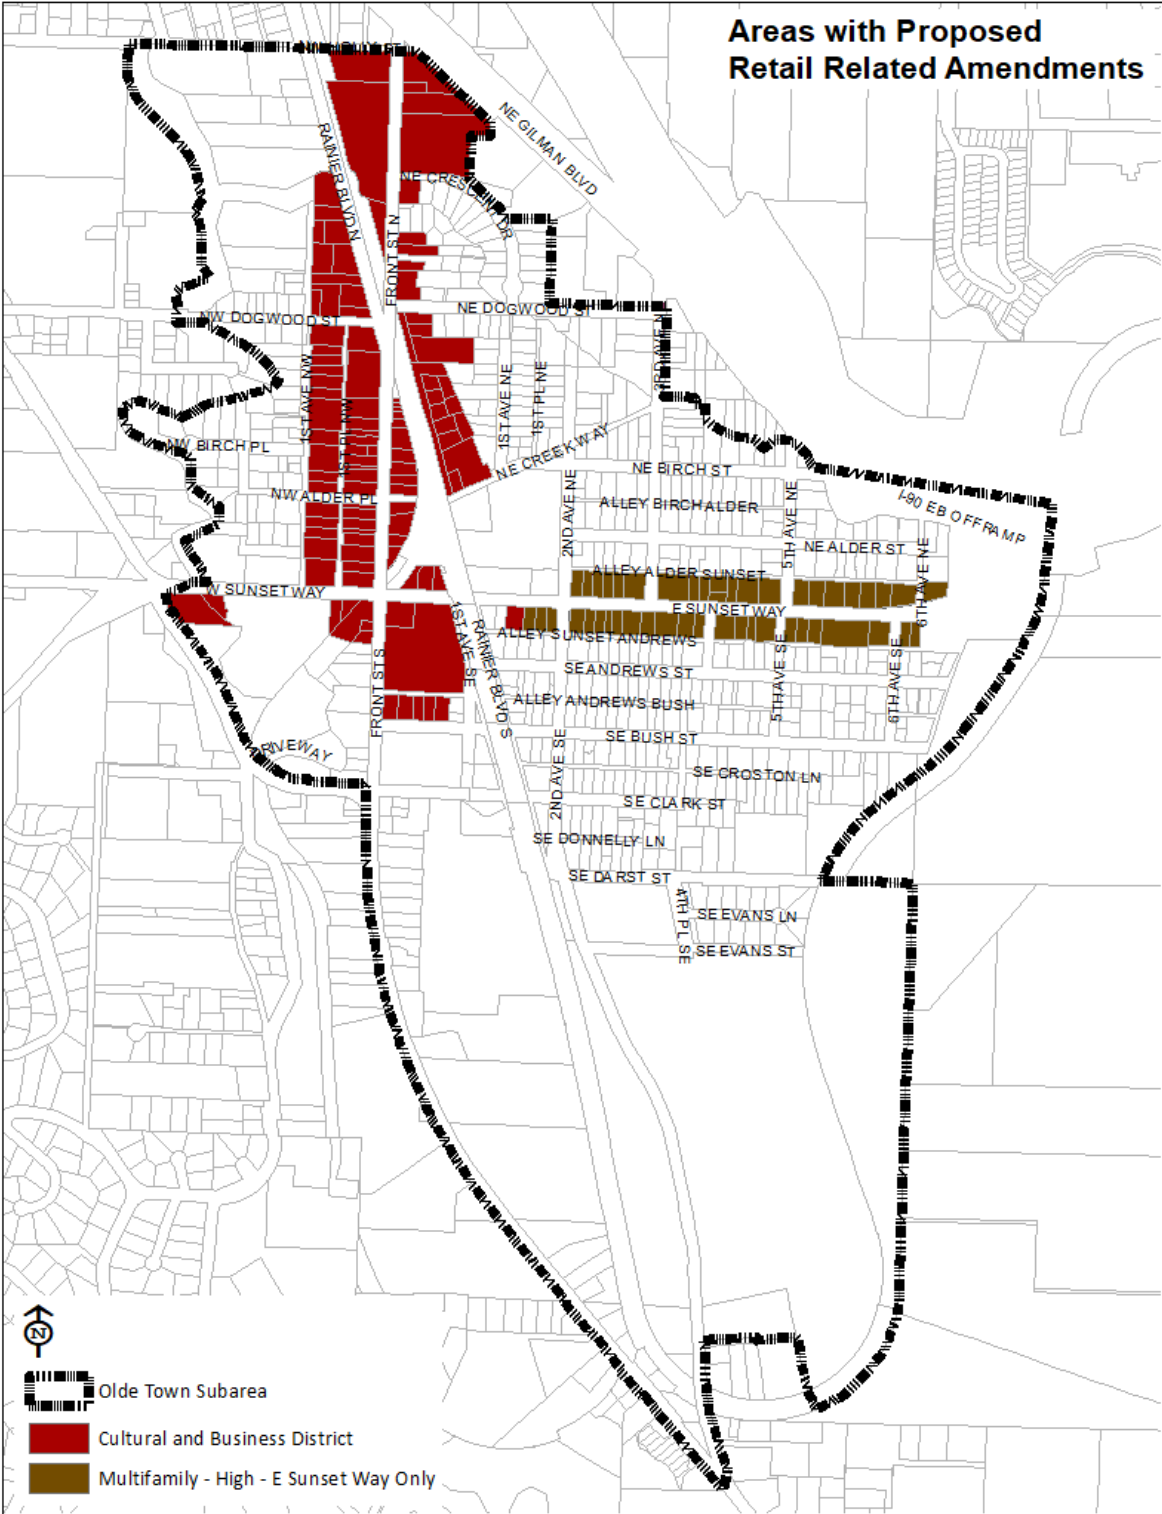 Areas with Proposed
Retail Related Amendments
NE GILMAN BLVD
RAINIER BLVD N
NE CRESCENT DR
FRONT ST N
NE DOGWOOD ST
NW DOGWOOD ST
3RD AVE N
1ST AVE NW
1ST PL NW
1ST AVE NE
1ST PL NE
NW BIRCH PL
NE CREEK WAY
NE BIRCH ST
NW ALDER PL
2ND AVE NE
ALLEY BIRCH ALDER
5TH AVE NE
I-90 EB OFF RAMP
NE ALDER ST
6TH AVE NE
ALLEY ALDER SUNSET
W SUNSET WAY
E SUNSET WAY
1ST AVE SE
RAINIER BLVD S
ALLEY SUNSET ANDREWS
FRONT ST S
SE ANDREWS ST
5TH AVE SE
6TH AVE SE
ALLEY ANDREWS BUSH
SE BUSH ST
DRIVEWAY
2ND AVE SE
SE CROSTON LN
SE CLARK ST
SE DONNELLY LN
SE DARST ST
4TH PL SE
SE EVANS LN
SE EVANS ST
N
Olde Town Subarea
Cultural and Business District
Multifamily - High - E Sunset Way Only